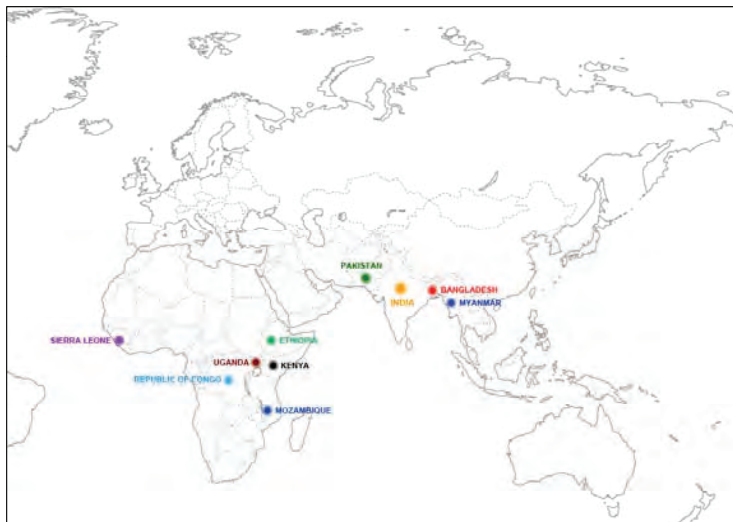 PAKISTAN
INDIA
BANGLADESH
MYANMAR
SIERRA LEONE
ETHIOPIA
UGANDA
KENYA
REPUBLIC OF CONGO
MOZAMBIQUE